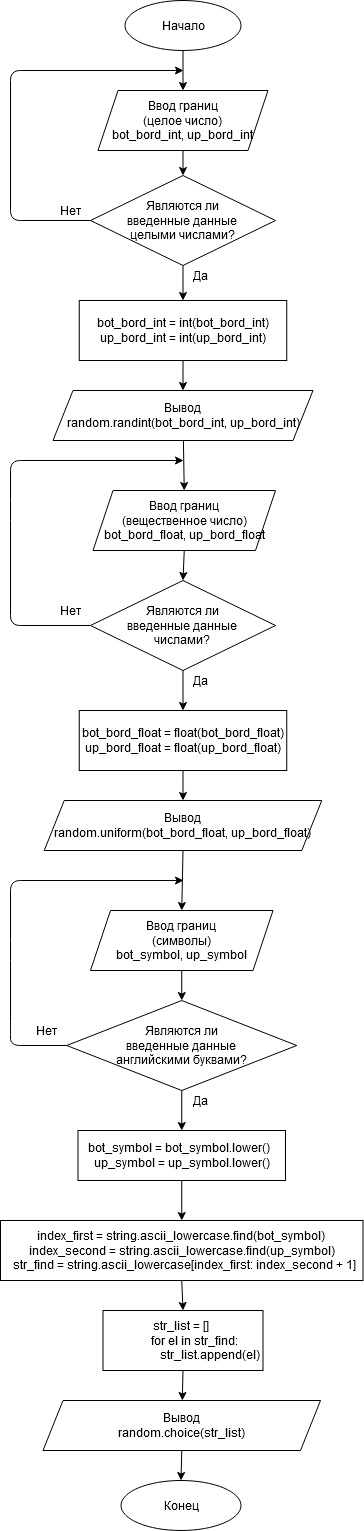 Начало
Ввод границ
(целое число)
bot_bord_int, up_bord_int
Являются ли
введенные данные
целыми числами?
Нет
Да
bot_bord_int = int(bot_bord_int)
up_bord_int = int(up_bord_int)
Вывод
random.randint(bot_bord_int, up_bord_int)
Ввод границ
(вещественное число)
bot_bord_float, up_bord_float
Являются ли
введенные данные
числами?
Нет
Да
bot_bord_float = float(bot_bord_float)
up_bord_float = float(up_bord_float)
Вывод
random.uniform(bot_bord_float, up_bord_float)
Ввод границ
(символы)
bot_symbol, up_symbol
Являются ли
введенные данные
английскими буквами?
Нет
Да
bot_symbol = bot_symbol.lower()
up_symbol = up_symbol.lower()
index_first = string.ascii_lowercase.find(bot_symbol)
index_second = string.ascii_lowercase.find(up_symbol)
str_find = string.ascii_lowercase[index_first: index_second + 1]
str_list = []
for el in str_find:
str_list.append(el)
Вывод
random.choice(str_list)
Конец